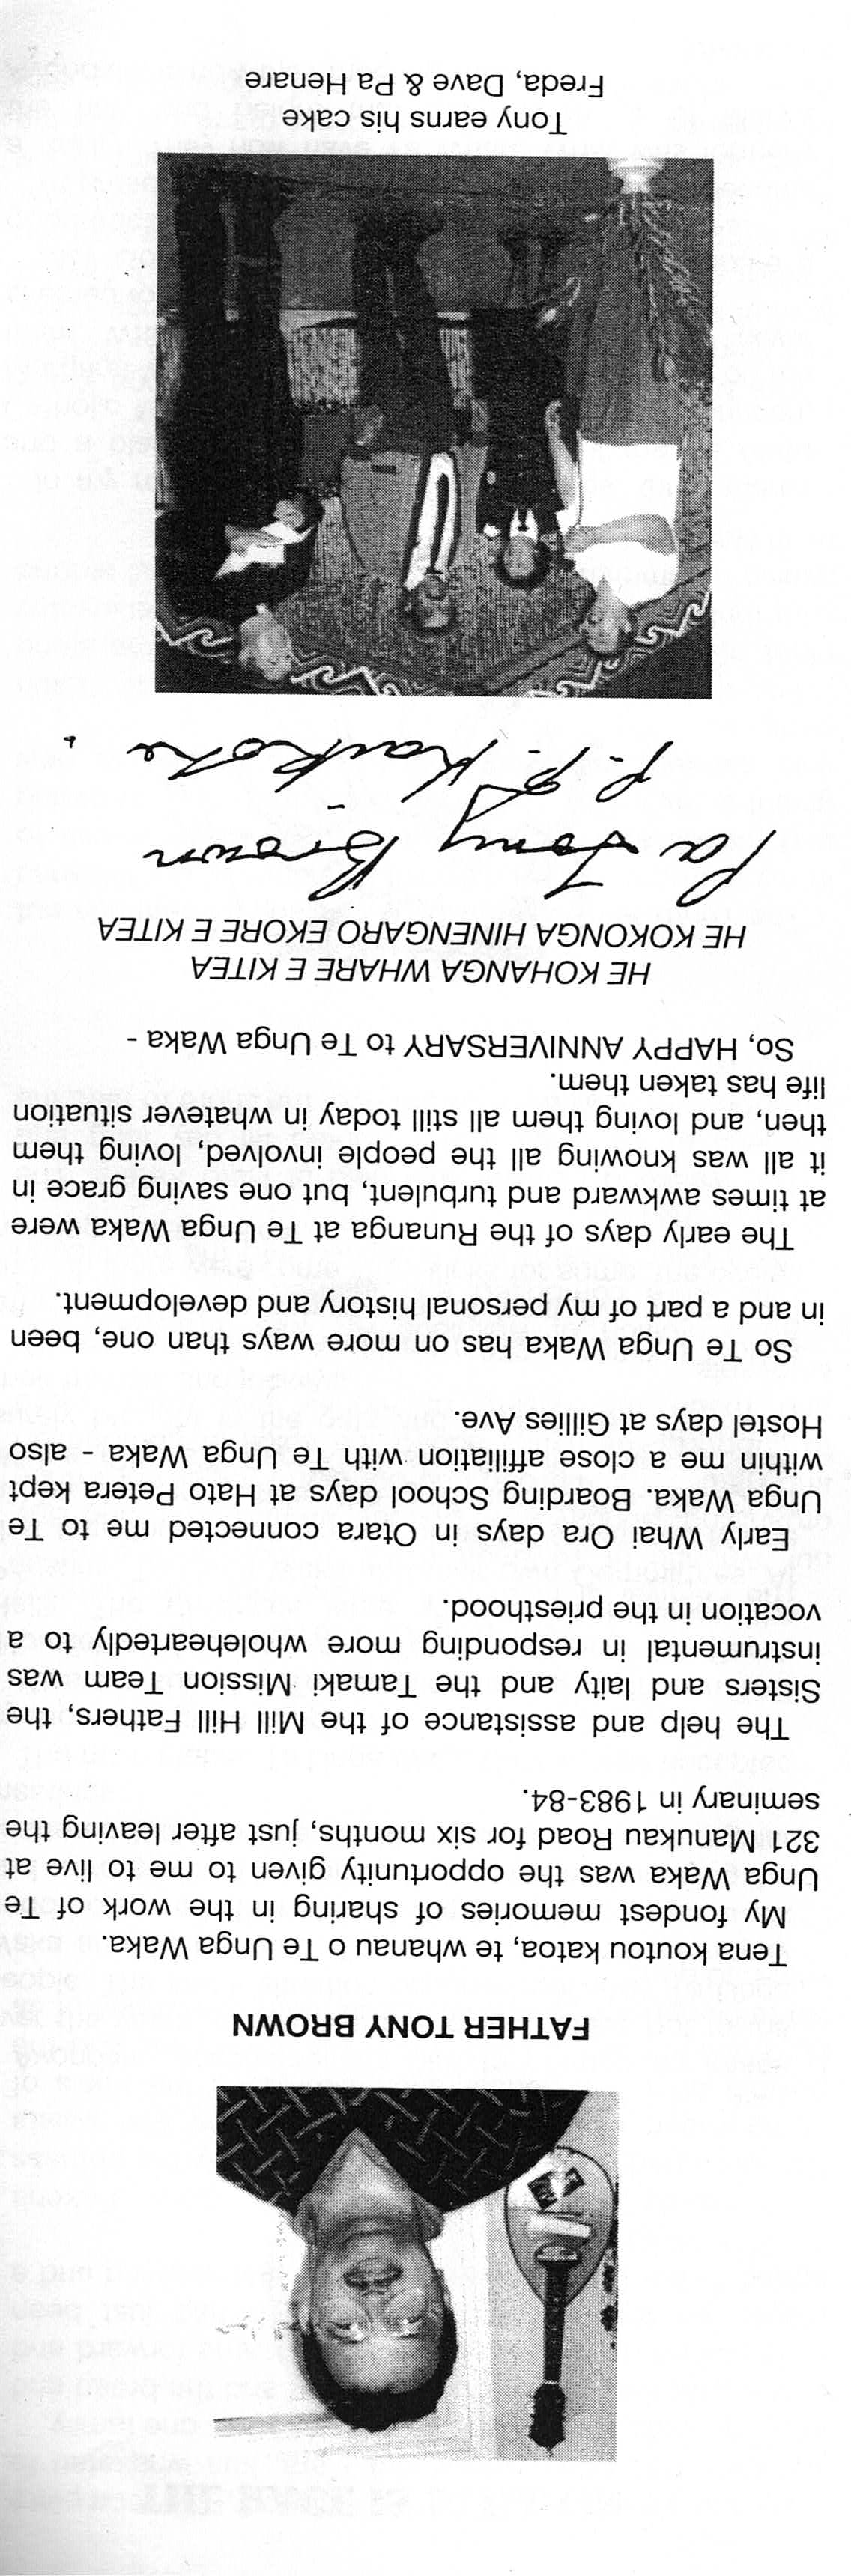 FATHER TONY BROWN
Tena koutou katoa, te whanau o Te Unga Waka.
My fondest memories of sharing in the work of Te
Unga Waka was the opportunity given to me to live at
321 Manukau Road for six months, just after leaving the
seminary in 1983-84.
The help and assistance of the Mill Hill Fathers, the
Sisters and laity and the Tamaki Mission Team was
instrumental in responding more wholeheartedly to a
vocation in the priesthood.
Early Whai Ora days in Otara connected me to Te
Unga Waka. Boarding School days at Hato Petera kept
within me a close affiliation with Te Unga Waka - also
Hostel days at Gillies Ave.
So Te Unga Waka has on more ways than one, been
in and a part of my personal history and development.
The early days of the Runanga at Te Unga Waka were
at times awkward and turbulent, but one saving grace in
it all was knowing all the people involved, loving them
then, and loving them all still today in whatever situation
life has taken them.
So, HAPPY ANNIVERSARY to Te Unga Waka -
HE KOHANGA WHARE E KITEA
HE KOKONGA HINENGARO EKORE E KITEA
Pa Tony Brown
P.P. Kaikohe.
Tony earns his cake
Freda, Dave & Pa Henare